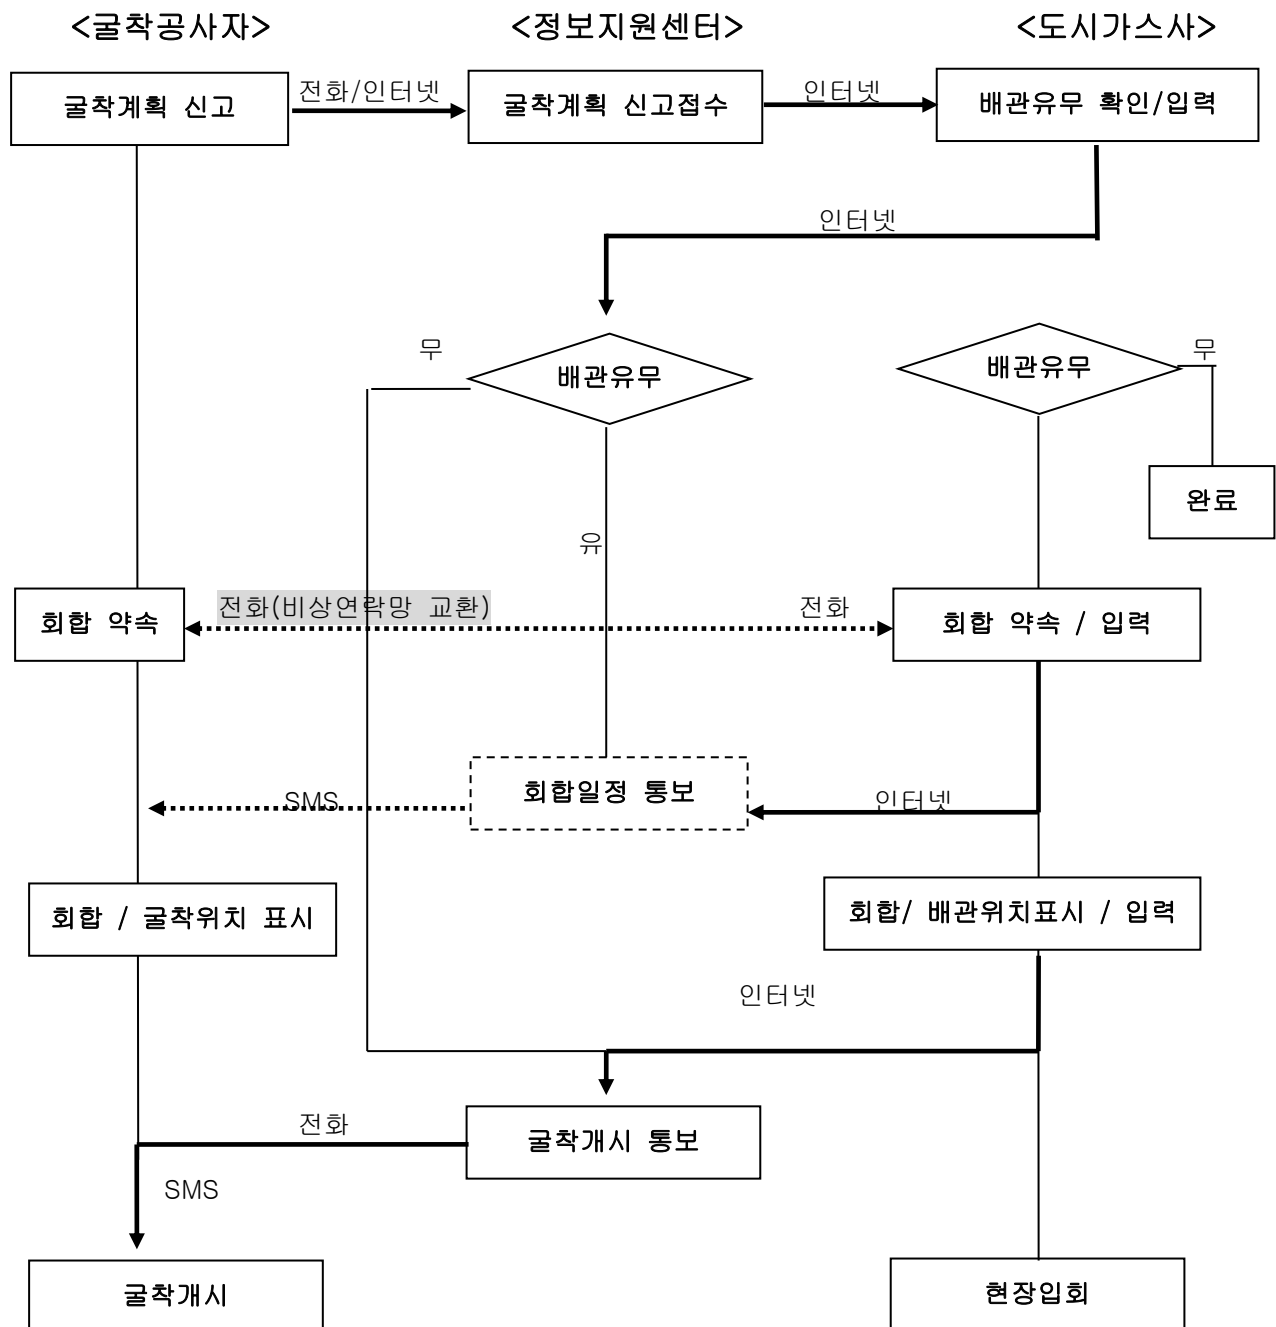 <굴착공사자>
<정보지원센터>
<도시가스사>
굴착계획 신고
전화/인터넷
굴착계획 신고접수
인터넷
배관유무 확인/입력
인터넷
무
배관유무
배관유무
무
완료
유
회합 약속
전화(비상연락망 교환)
전화
회합 약속 / 입력
SMS
회합일정 통보
인터넷
회합 / 굴착위치 표시
회합/ 배관위치표시 / 입력
인터넷
전화
굴착개시 통보
SMS
굴착개시
현장입회